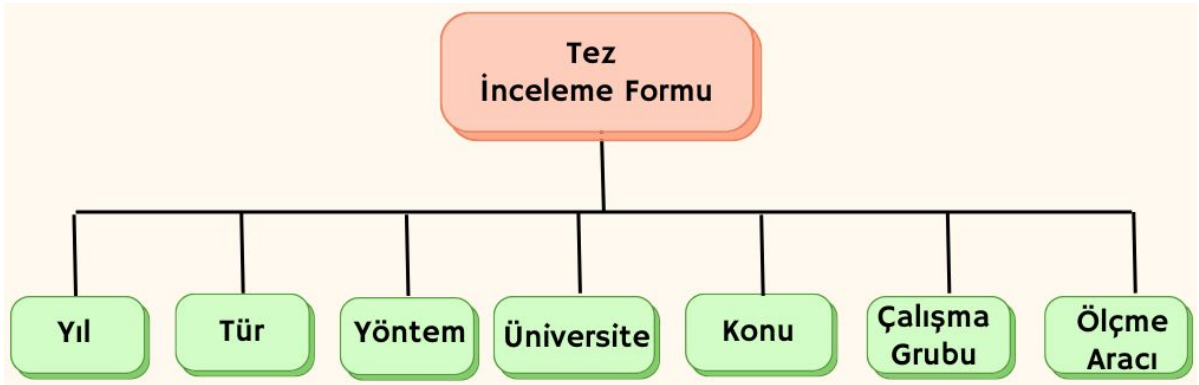 Tez
İnceleme Formu
Yıl
Tür
Yöntem
Üniversite
Konu
Çalışma
Grubu
Ölçme
Aracı